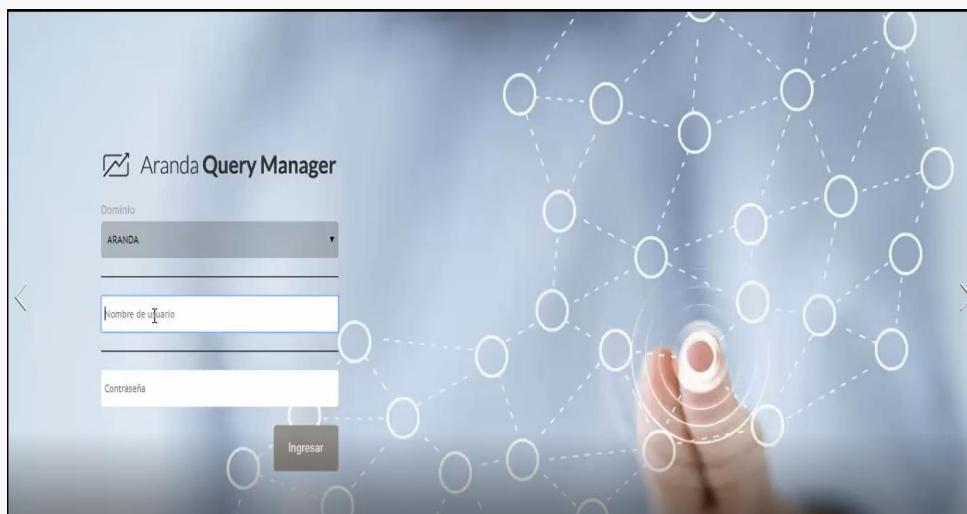 Aranda Query Manager
Dominio
ARANDA
Nombre de usuario
Contraseña
Ingresar